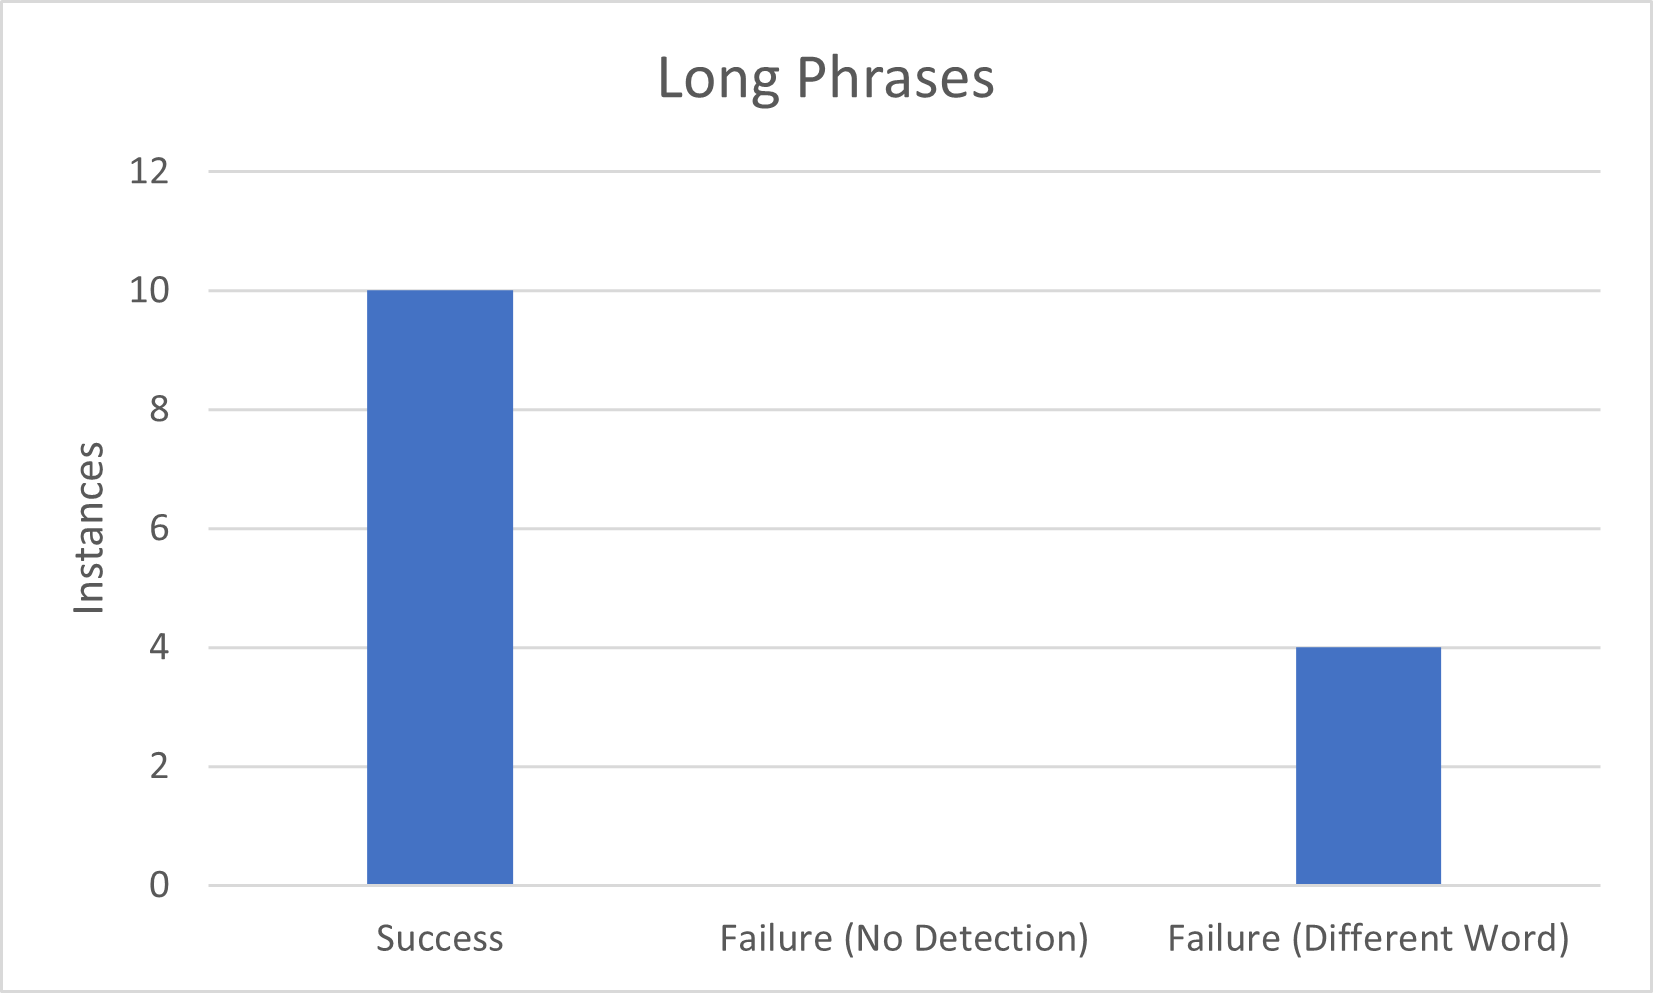 Long Phrases
12
10
8
6
4
2
0
Instances
Success
Failure (No Detection)
Failure (Different Word)